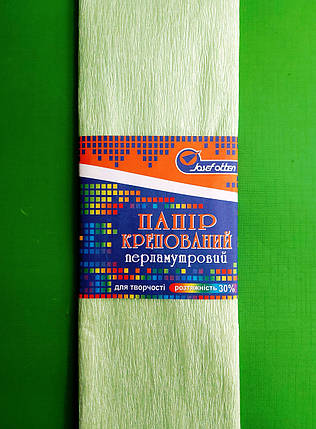 Josef Otten
ПАПІР
КРЕПОВАНИЙ
перламутровий
для творчості розтяжність 30%